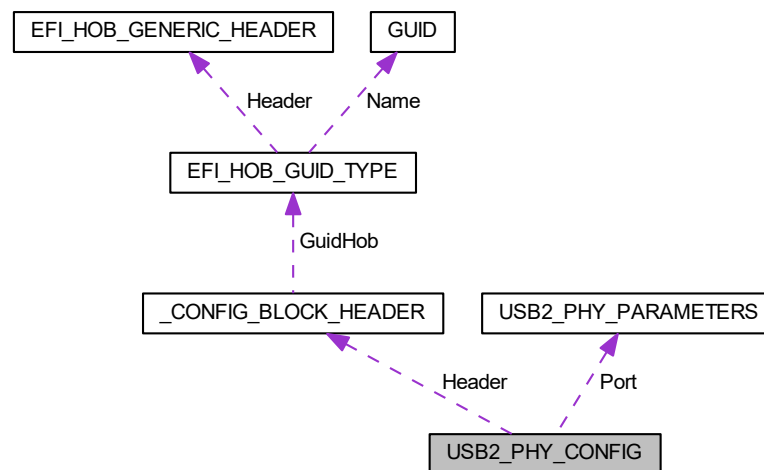 EFI_HOB_GENERIC_HEADER
GUID
Header
Name
EFI_HOB_GUID_TYPE
GuidHob
_CONFIG_BLOCK_HEADER
USB2_PHY_PARAMETERS
Header
Port
USB2_PHY_CONFIG